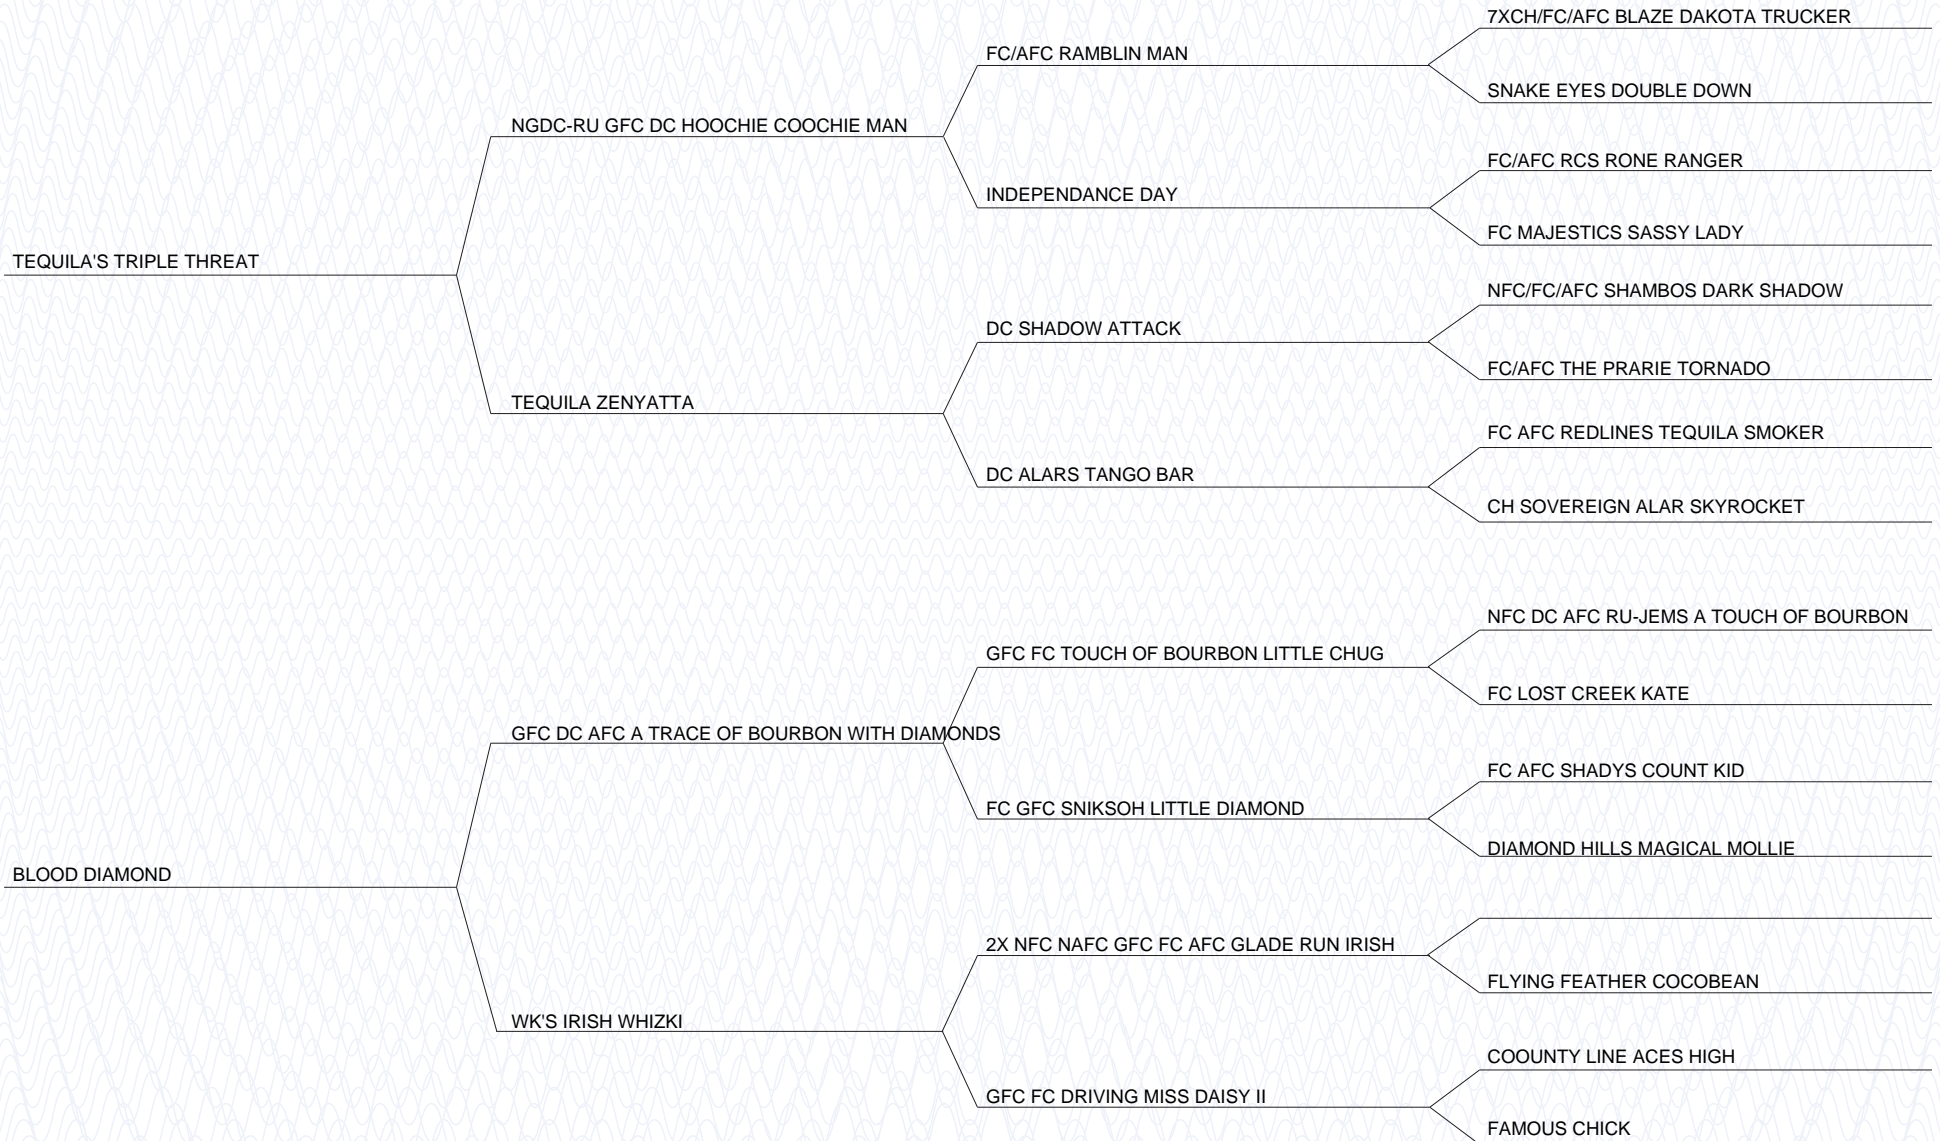 7XCH/FC/AFC BLAZE DAKOTA TRUCKER
FC/AFC RAMBLIN MAN
SNAKE EYES DOUBLE DOWN
NGDC-RU GFC DC HOOCHIE COOCHIE MAN
FC/AFC RCS RONE RANGER
INDEPENDANCE DAY
FC MAJESTICS SASSY LADY
TEQUILA'S TRIPLE THREAT
NFC/FC/AFC SHAMBOS DARK SHADOW
DC SHADOW ATTACK
FC/AFC THE PRARIE TORNADO
TEQUILA ZENYATTA
FC AFC REDLINES TEQUILA SMOKER
DC ALARS TANGO BAR
CH SOVEREIGN ALAR SKYROCKET
NFC DC AFC RU-JEMS A TOUCH OF BOURBON
GFC FC TOUCH OF BOURBON LITTLE CHUG
FC LOST CREEK KATE
GFC DC AFC A TRACE OF BOURBON WITH DIAMONDS
FC AFC SHADYS COUNT KID
FC GFC SNIKSOH LITTLE DIAMOND
DIAMOND HILLS MAGICAL MOLLIE
BLOOD DIAMOND
2X NFC NAFC GFC FC AFC GLADE RUN IRISH
FLYING FEATHER COCOBEAN
WK'S IRISH WHIZKI
COOUNTY LINE ACES HIGH
GFC FC DRIVING MISS DAISY II
FAMOUS CHICK